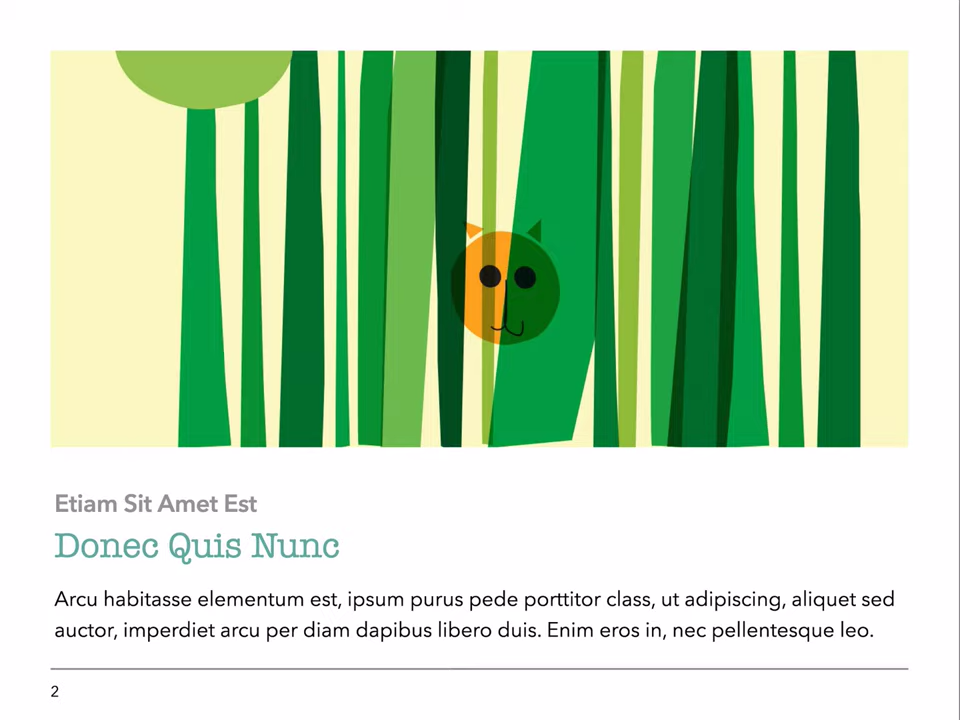 Etiam Sit Amet Est
Donec Quis Nunc
Arcu habitasse elementum est, ipsum purus pede porttitor class, ut adipiscing, aliquet sed
auctor, imperdiet arcu per diam dapibus libero duis. Enim eros in, nec pellentesque leo.
2